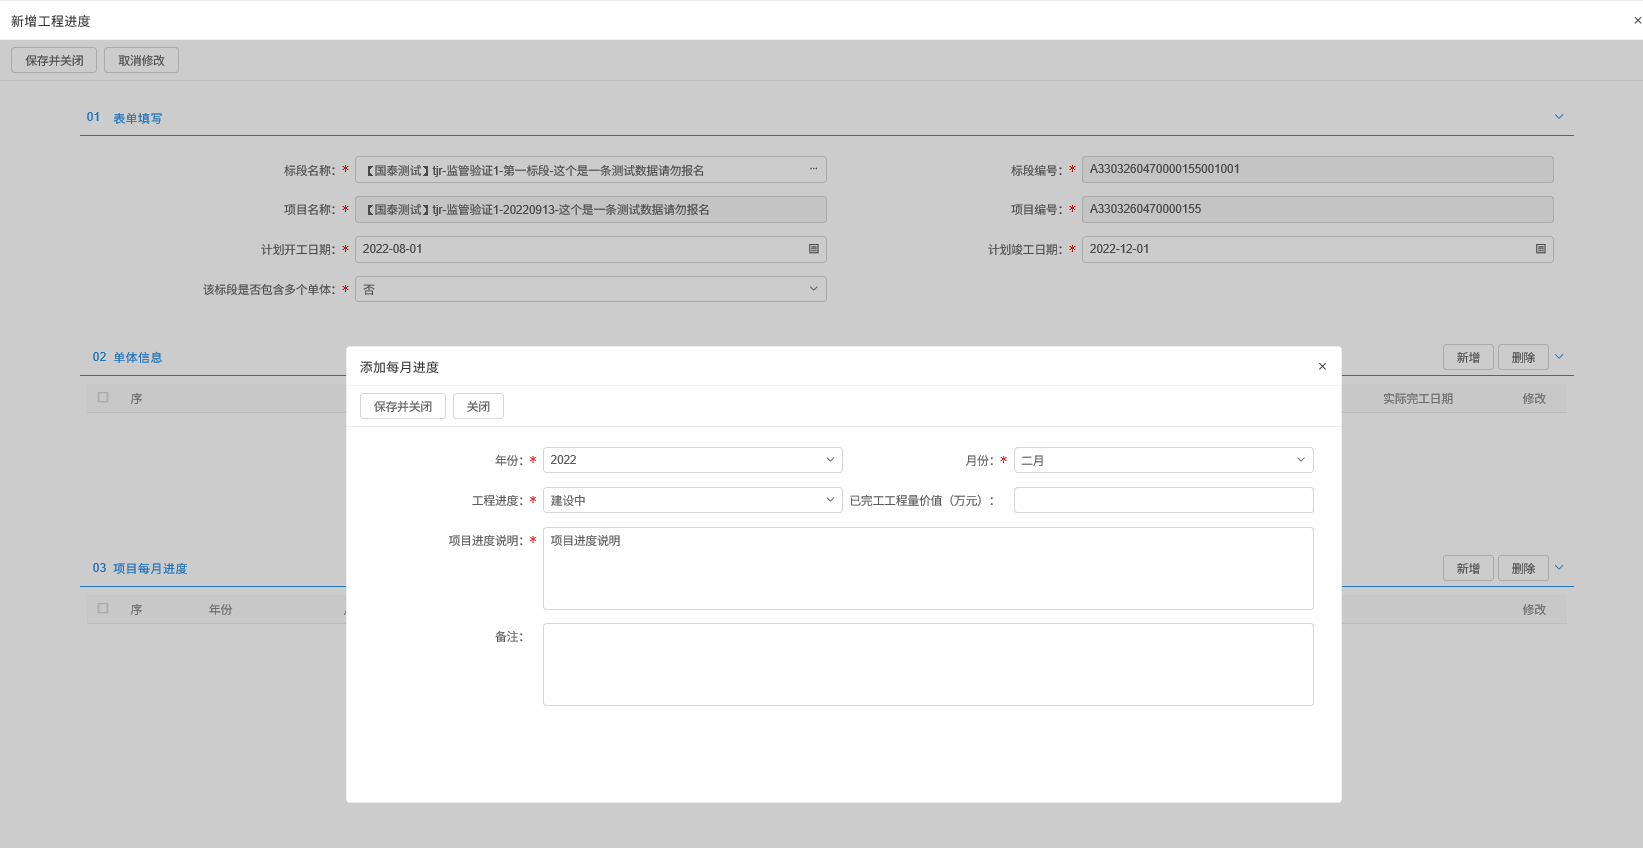 新增工程进度
×
保存并关闭 取消修改
01 表单填写
标段名称：* 【国泰测试】tjr-监管验证1-第一标段-这个是一条测试数据请勿报名 ... 标段编号：* A3303260470000155001001
项目名称：* 【国泰测试】tjr-监管验证1-20220913-这个是一条测试数据请勿报名 项目编号：* A3303260470000155
计划开工日期：* 2022-08-01 计划竣工日期：* 2022-12-01
该标段是否包含多个单体：* 否
02 单体信息 新增 删除
序 实际完工日期 修改
添加每月进度 ×
保存并关闭 关闭
年份：* 2022 月份：* 二月
工程进度：* 建设中 已完工工程量价值（万元）：
项目进度说明：* 项目进度说明
备注：
03 项目每月进度 新增 删除
序 年份 修改